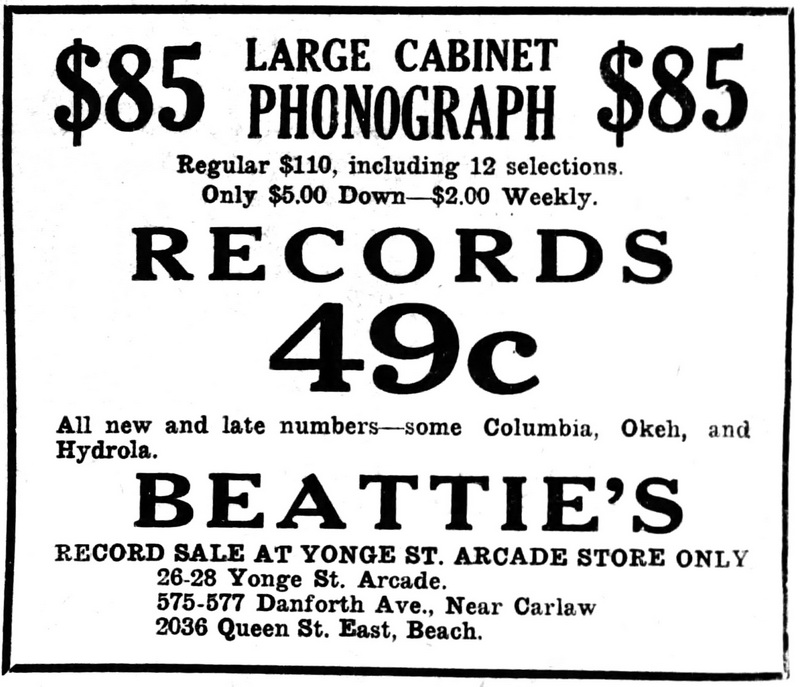 $85 LARGE CABINET $85
PHONOGRAPH
Regular $110, including 12 selections.
Only $5.00 Down—$2.00 Weekly.
RECORDS
49c
All new and late numbers—some Columbia, Okeh, and
Hydrola.
BEATTIE'S
RECORD SALE AT YONGE ST. ARCADE STORE ONLY
26-28 Yonge St. Arcade.
575-577 Danforth Ave., Near Carlaw
2036 Queen St. East, Beach.